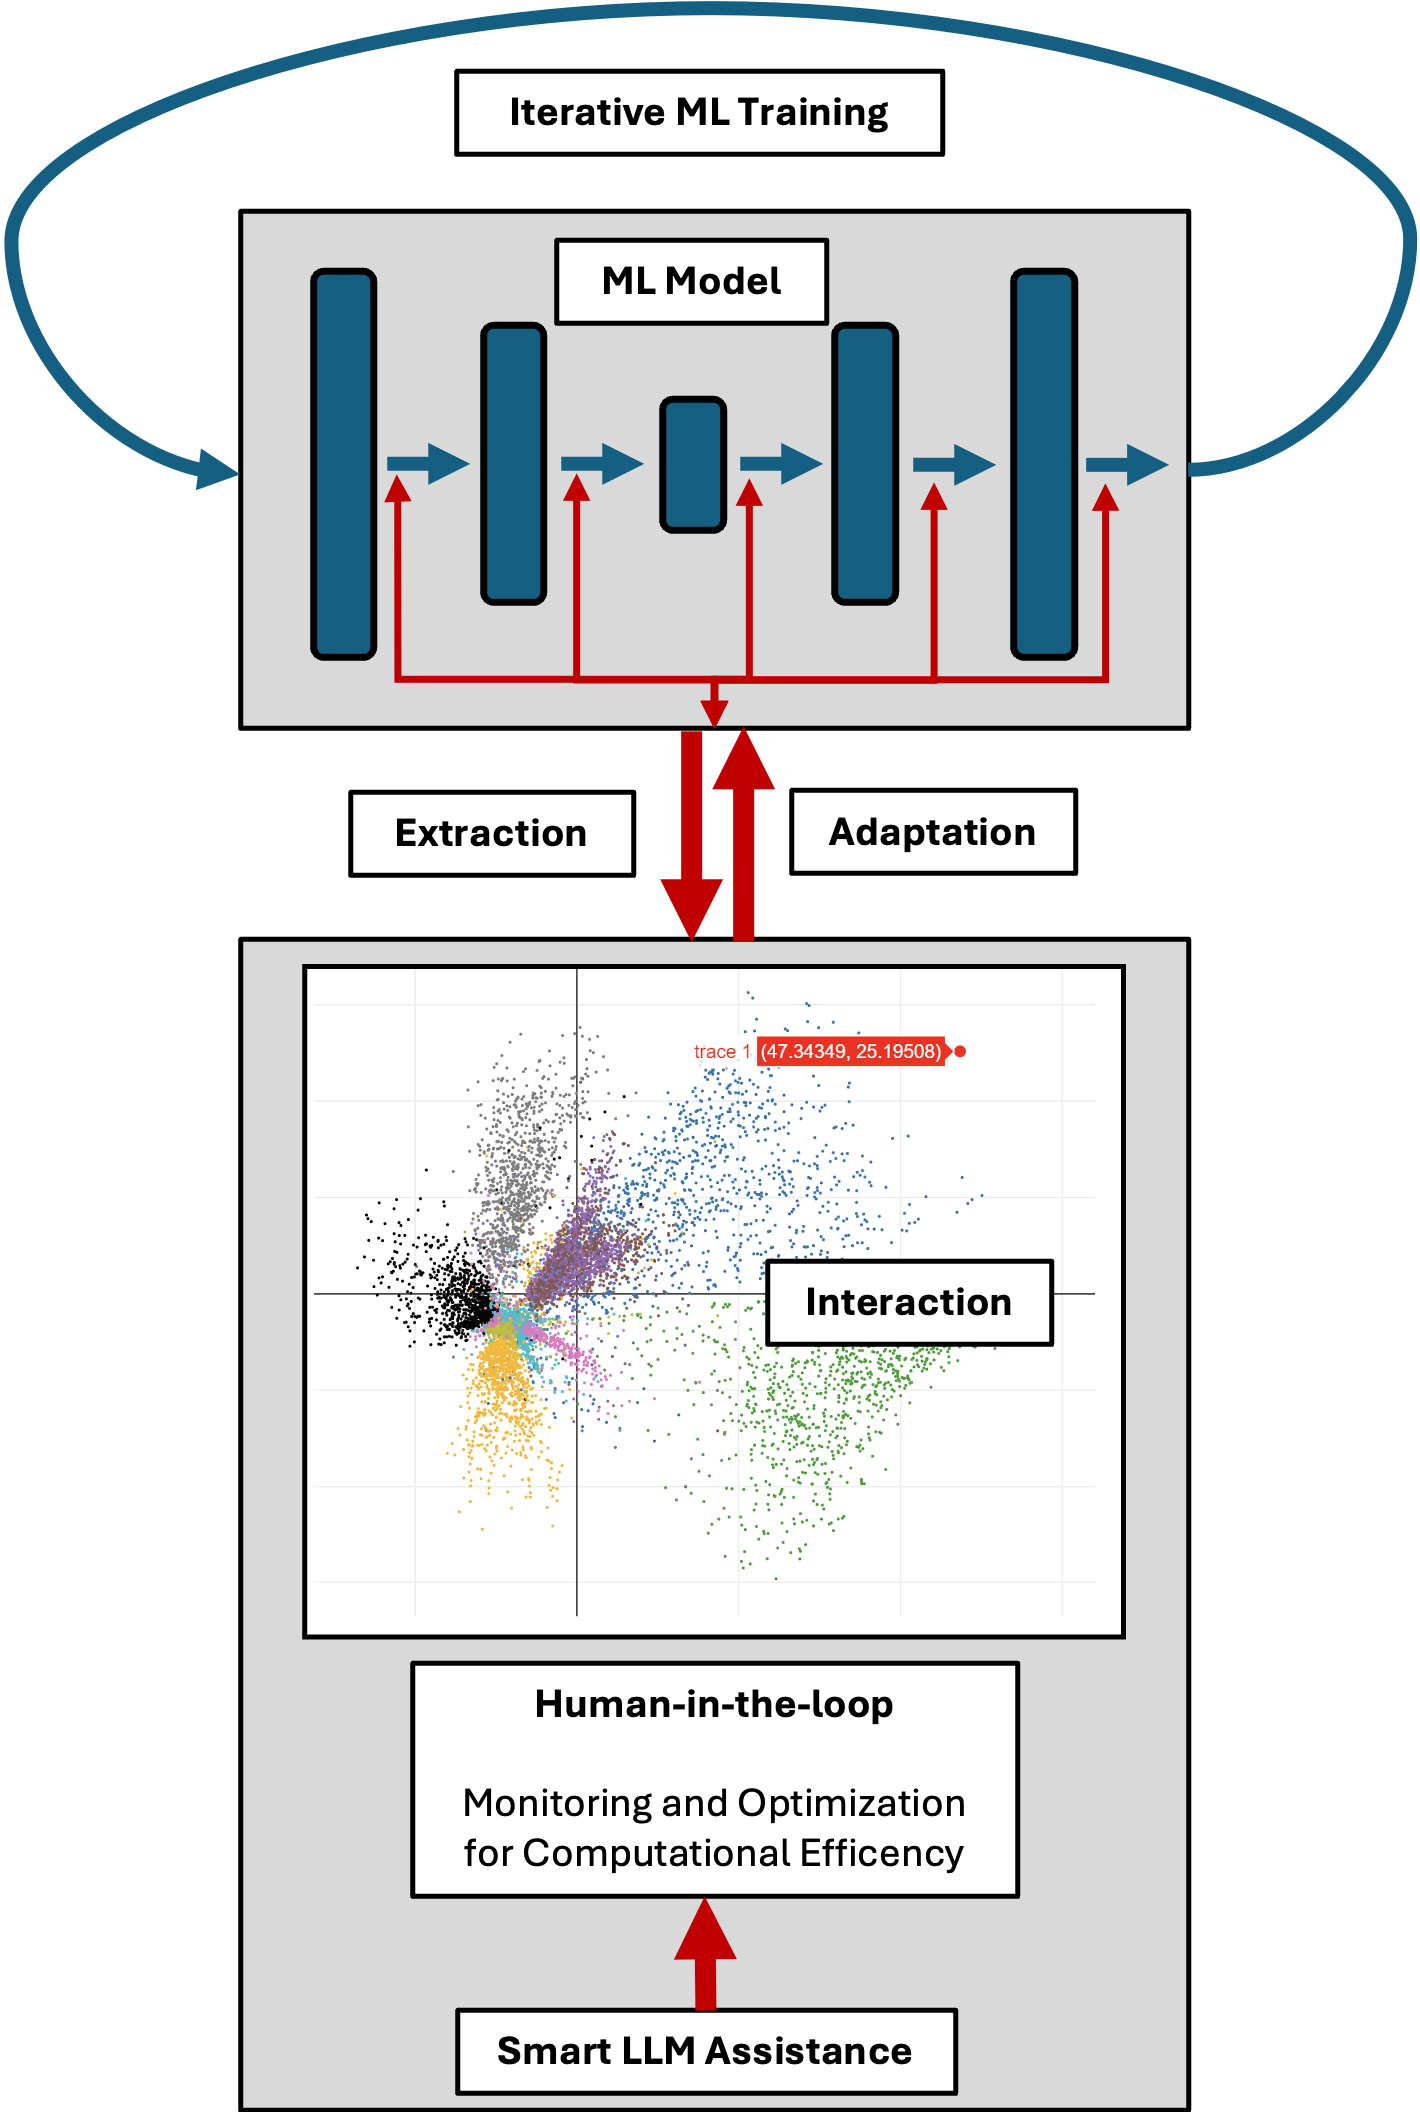 Iterative ML Training
ML Model
Extraction
Adaptation
trace 1 (47.34349, 25.19508)
Interaction
Human-in-the-loop
Monitoring and Optimization
for Computational Efficency
Smart LLM Assistance